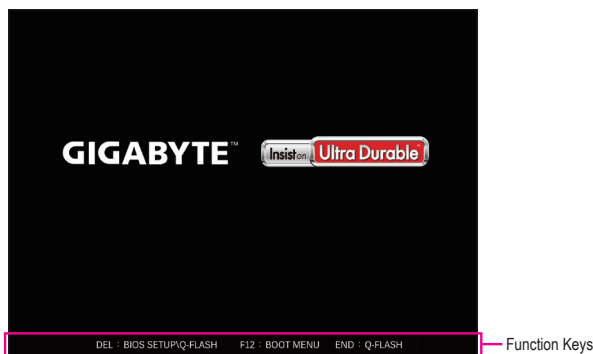 GIGABYTE™
Insist on Ultra Durable™
DEL : BIOS SETUP\Q-FLASH F12 : BOOT MENU END : Q-FLASH
Function Keys